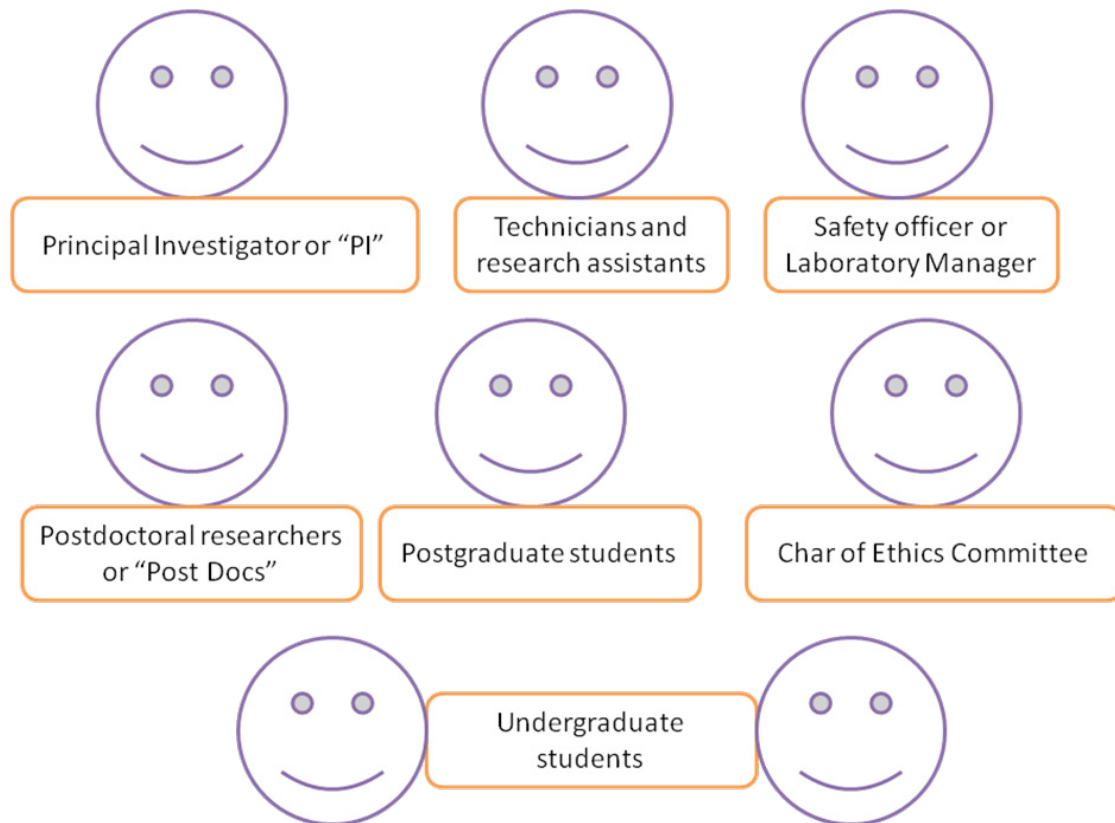 Principal Investigator or “PI”
Technicians and
research assistants
Safety officer or
Laboratory Manager
Postdoctoral researchers
or “Post Docs”
Postgraduate students
Char of Ethics Committee
Undergraduate
students